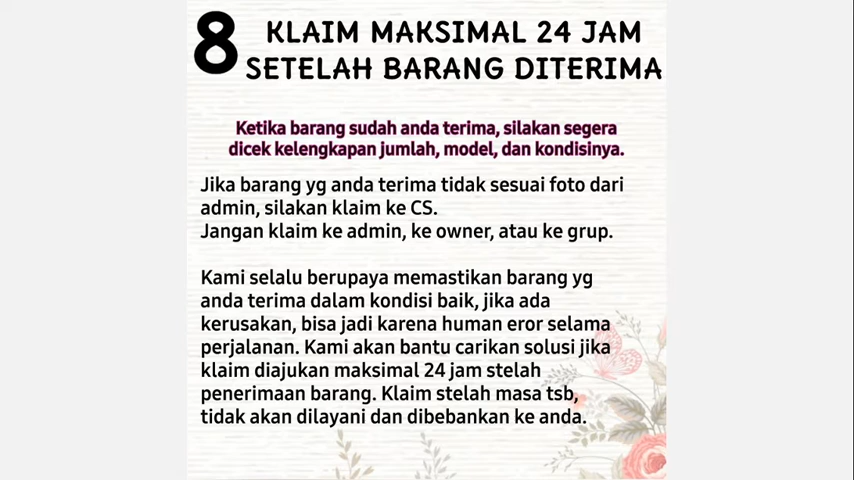 8 KLAIM MAKSIMAL 24 JAM
SETELAH BARANG DITERIMA
Ketika barang sudah anda terima, silakan segera
dicek kelengkapan jumlah, model, dan kondisinya.
Jika barang yg anda terima tidak sesuai foto dari
admin, silakan klaim ke CS.
Jangan klaim ke admin, ke owner, atau ke grup.
Kami selalu berupaya memastikan barang yg
anda terima dalam kondisi baik, jika ada
kerusakan, bisa jadi karena human eror selama
perjalanan. Kami akan bantu carikan solusi jika
klaim diajukan maksimal 24 jam stelah
penerimaan barang. Klaim stelah masa tsb,
tidak akan dilayani dan dibebankan ke anda.